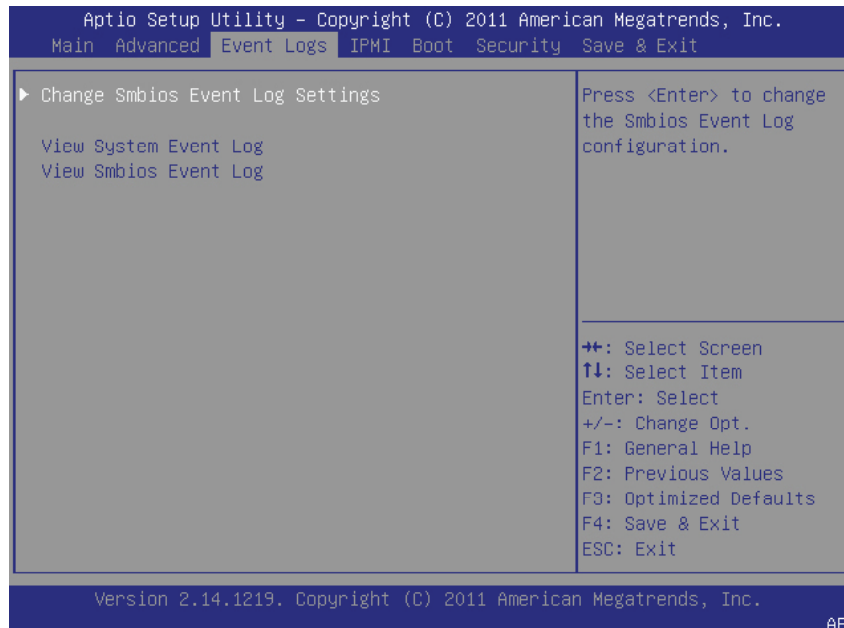 Aptio Setup Utility – Copyright (C) 2011 American Megatrends, Inc.
Main Advanced Event Logs IPMI Boot Security Save & Exit
▶ Change Smbios Event Log Settings
View System Event Log
View Smbios Event Log
Press <Enter> to change
the Smbios Event Log
configuration.
→←: Select Screen
↑↓: Select Item
Enter: Select
+/-: Change Opt.
F1: General Help
F2: Previous Values
F3: Optimized Defaults
F4: Save & Exit
ESC: Exit
Version 2.14.1219. Copyright (C) 2011 American Megatrends, Inc.